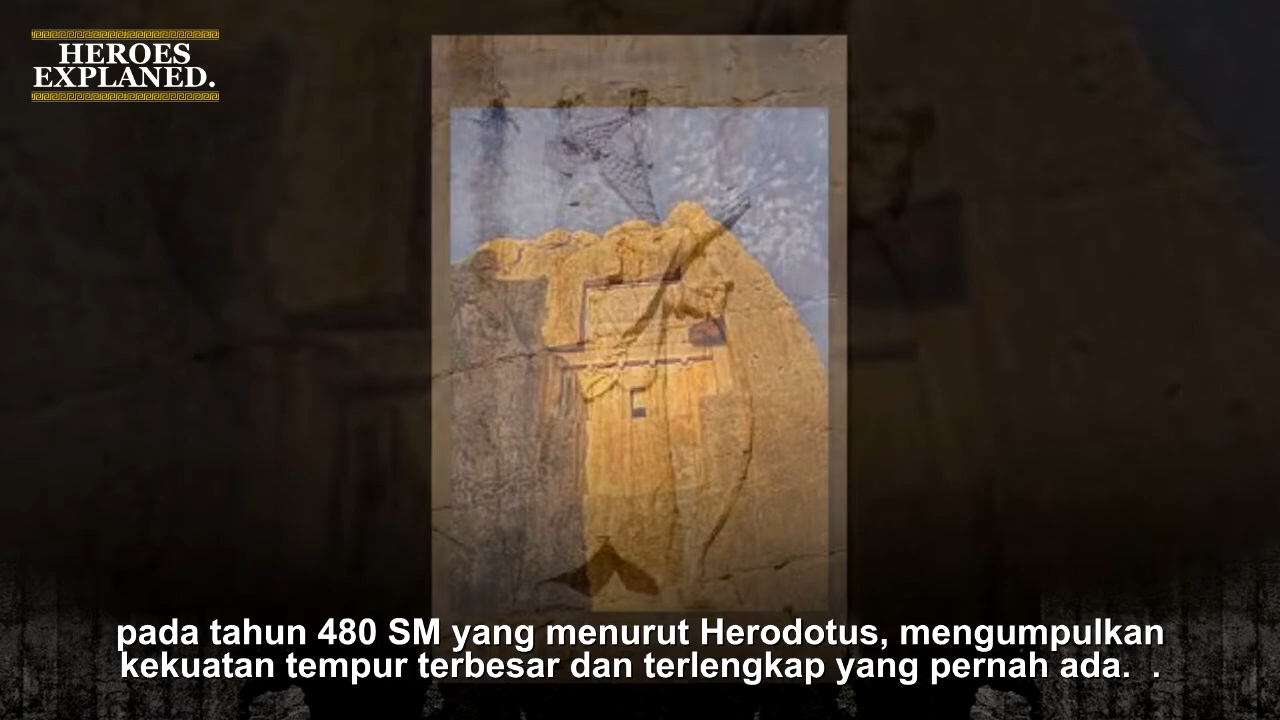 HEROES
EXPLANED.
pada tahun 480 SM yang menurut Herodotus, mengumpulkan
kekuatan tempur terbesar dan terlengkap yang pernah ada.  .